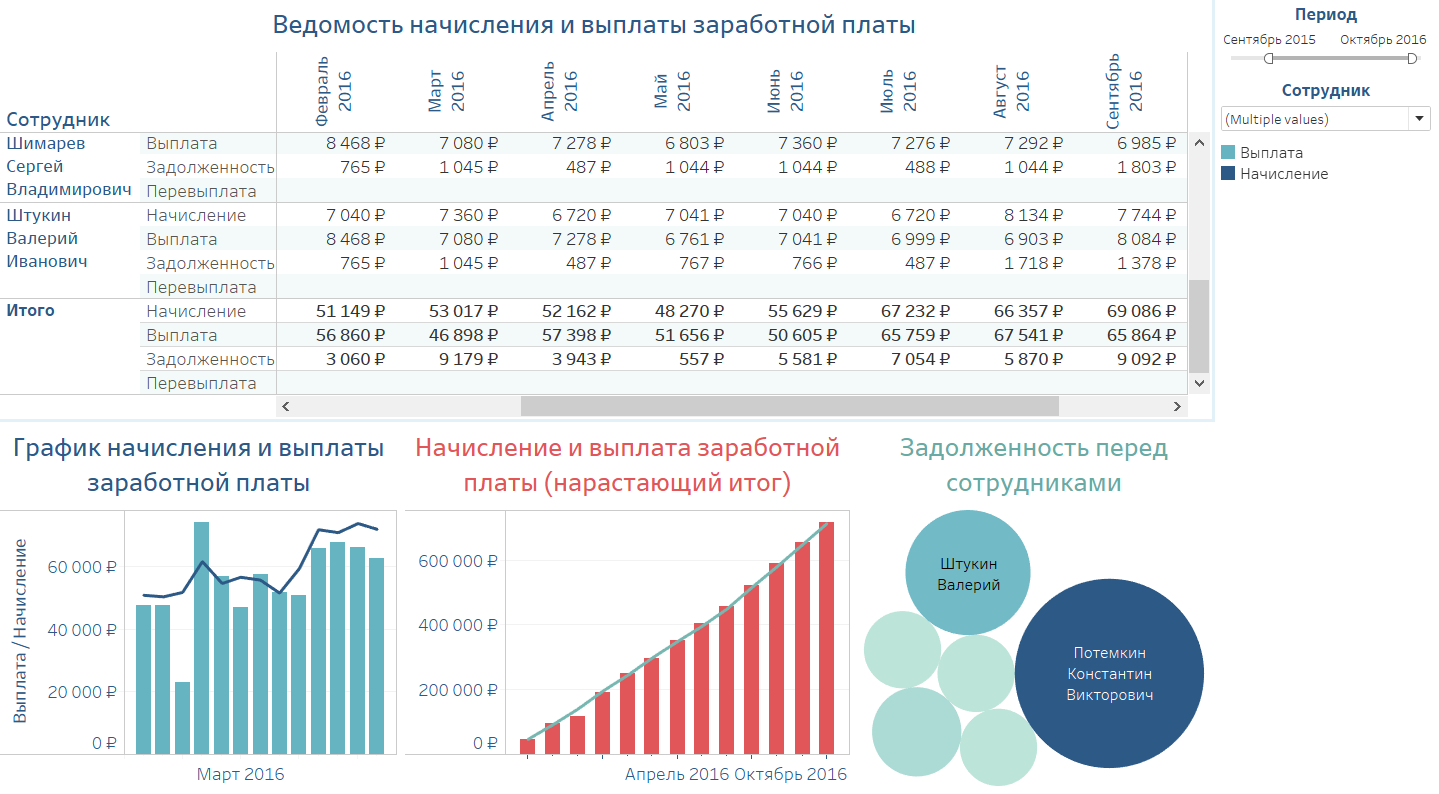 Ведомость начисления и выплаты заработной платы
Февраль 2016
Март 2016
Апрель 2016
Май 2016
Июнь 2016
Июль 2016
Август 2016
Сентябрь 2016
Сотрудник
Шимарев Выплата 8 468 ₽ 7 080 ₽ 7 278 ₽ 6 803 ₽ 7 360 ₽ 7 276 ₽ 7 292 ₽ 6 985 ₽
Сергей Задолженность 765 ₽ 1 045 ₽ 487 ₽ 1 044 ₽ 1 044 ₽ 488 ₽ 1 044 ₽ 1 803 ₽
Владимирович Перевыплата
Штукин Начисление 7 040 ₽ 7 360 ₽ 6 720 ₽ 7 041 ₽ 7 040 ₽ 6 720 ₽ 8 134 ₽ 7 744 ₽
Валерий Выплата 8 468 ₽ 7 080 ₽ 7 278 ₽ 6 761 ₽ 7 041 ₽ 6 999 ₽ 6 903 ₽ 8 084 ₽
Иванович Задолженность 765 ₽ 1 045 ₽ 487 ₽ 767 ₽ 766 ₽ 487 ₽ 1 718 ₽ 1 378 ₽
Перевыплата
Итого Начисление 51 149 ₽ 53 017 ₽ 52 162 ₽ 48 270 ₽ 55 629 ₽ 67 232 ₽ 66 357 ₽ 69 086 ₽
Выплата 56 860 ₽ 46 898 ₽ 57 398 ₽ 51 656 ₽ 50 605 ₽ 65 759 ₽ 67 541 ₽ 65 864 ₽
Задолженность 3 060 ₽ 9 179 ₽ 3 943 ₽ 557 ₽ 5 581 ₽ 7 054 ₽ 5 870 ₽ 9 092 ₽
Перевыплата
Период
Сентябрь 2015 Октябрь 2016
Сотрудник
(Multiple values)
Выплата
Начисление
График начисления и выплаты
заработной платы
Выплата / Начисление
60 000 ₽
40 000 ₽
20 000 ₽
0 ₽
Март 2016
Начисление и выплата заработной
платы (нарастающий итог)
600 000 ₽
400 000 ₽
200 000 ₽
0 ₽
Апрель 2016 Октябрь 2016
Задолженность перед
сотрудниками
Штукин
Валерий
Потемкин
Константин
Викторович